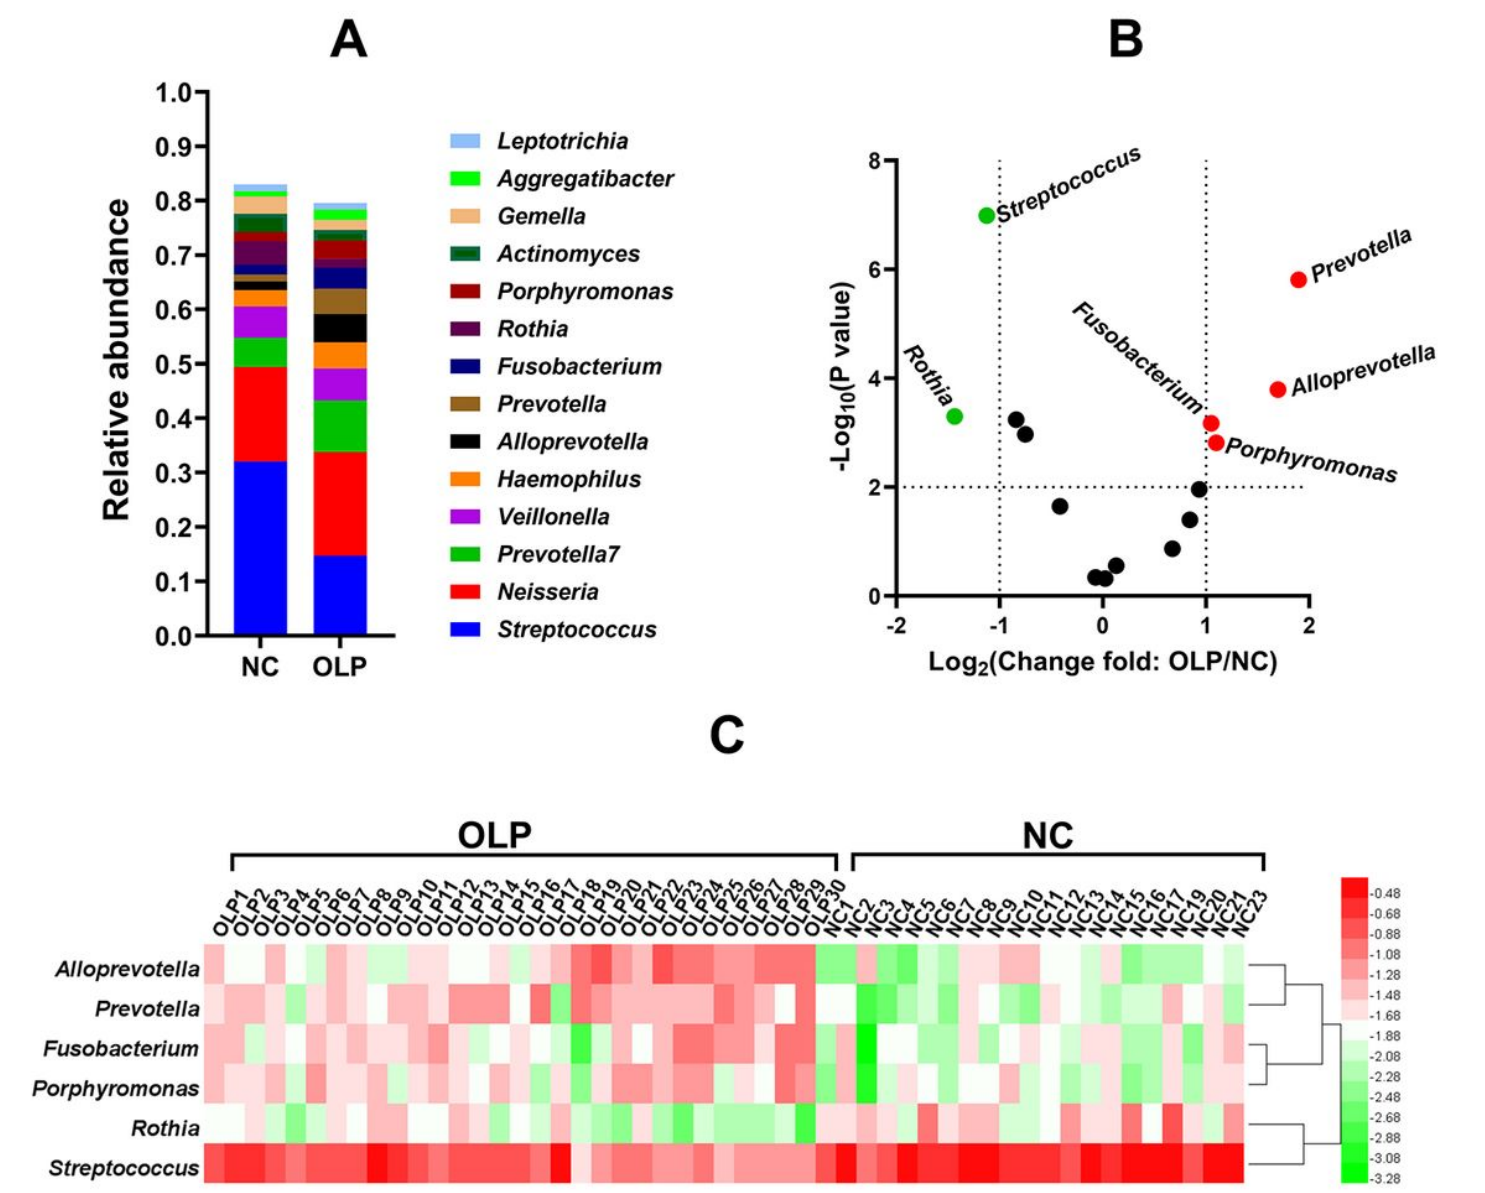 A
B
1.0
0.9
0.8
0.7
0.6
0.5
0.4
0.3
0.2
0.1
0.0
Relative abundance
NC OLP
Leptotrichia
Aggregatibacter
Gemella
Actinomyces
Porphyromonas
Rothia
Fusobacterium
Prevotella
Alloprevotella
Haemophilus
Veillonella
Prevotella7
Neisseria
Streptococcus
8
6
4
2
0
-Log10(P value)
Streptococcus
Prevotella
Fusobacterium
Alloprevotella
Rothia
Porphyromonas
-2 -1 0 1 2
Log2(Change fold: OLP/NC)
C
OLP NC
OLP1 OLP2 OLP3 OLP4 OLP5 OLP6 OLP7 OLP8 OLP9 OLP10 OLP11 OLP12 OLP13 OLP14 OLP15 OLP16 OLP17 OLP18 OLP19 OLP20 OLP21 OLP22 OLP23 OLP24 OLP25 OLP26 OLP27 OLP28 OLP29 OLP30 NC1 NC2 NC3 NC4 NC5 NC6 NC7 NC8 NC9 NC10 NC11 NC12 NC13 NC14 NC15 NC16 NC17 NC19 NC20 NC21 NC23
Alloprevotella
Prevotella
Fusobacterium
Porphyromonas
Rothia
Streptococcus
-0.48
-0.68
-0.88
-1.08
-1.28
-1.48
-1.68
-1.88
-2.08
-2.28
-2.48
-2.68
-2.88
-3.08
-3.28